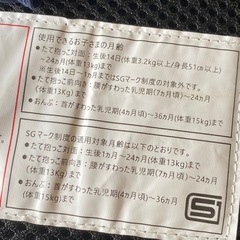 使用できるお子さまの月齢
●たて抱っこ対面：生後14日(体重3.2kg以上/身長51cm以上)
～24カ月(体重13kg)まで
※生後14日～1カ月まではSGマーク制度の対象外です。
●たて抱っこ前向き：腰がすわった乳児期(7カ月頃)～24カ月
(体重13kg)まで
●おんぶ：首がすわった乳児期(4カ月頃)～36カ月(体重15kg)
まで
SGマーク制度の適用対象月齢は以下のとおりです。
●たて抱っこ対面：生後1カ月～24カ月(体重13kg)まで
●たて抱っこ前向き：腰がすわった乳児期(7カ月頃)～24カ月
(体重13kg)まで
●おんぶ：首がすわった乳児期(4カ月頃)～36カ月
(体重15kg)まで